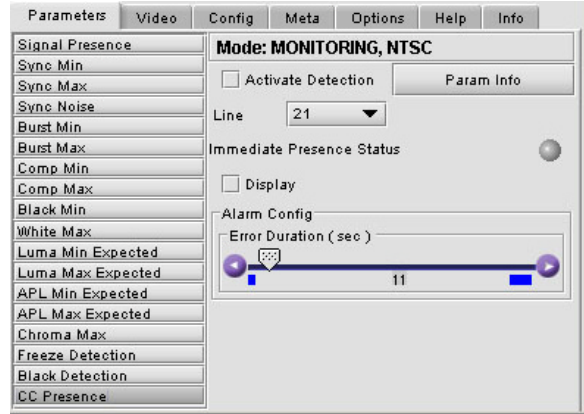 Parameters Video Config Meta Options Help Info
Signal Presence
Sync Min
Sync Max
Sync Noise
Burst Min
Burst Max
Comp Min
Comp Max
Black Min
White Max
Luma Min Expected
Luma Max Expected
APL Min Expected
APL Max Expected
Chroma Max
Freeze Detection
Black Detection
CC Presence
Mode: MONITORING, NTSC
Activate Detection Param Info
Line 21
Immediate Presence Status
Display
Alarm Config
Error Duration ( sec )
11